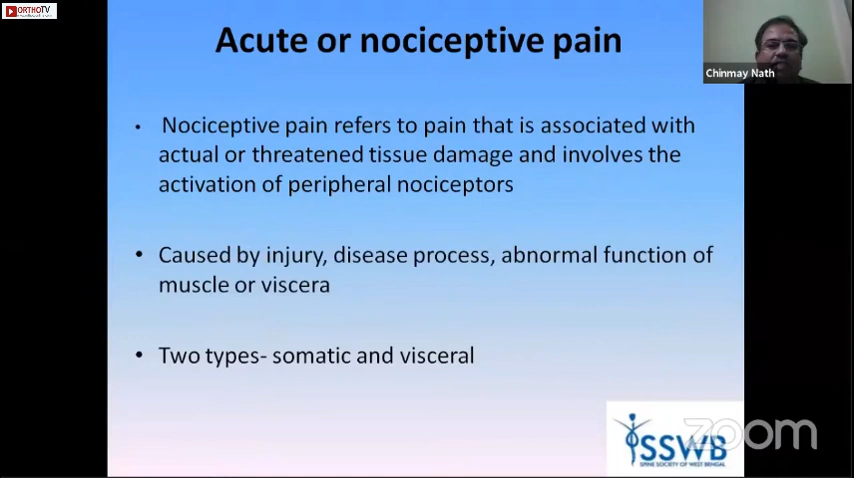 ORTHOTV
Acute or nociceptive pain
Chinmay Nath
• Nociceptive pain refers to pain that is associated with
actual or threatened tissue damage and involves the
activation of peripheral nociceptors
• Caused by injury, disease process, abnormal function of
muscle or viscera
• Two types- somatic and visceral
zoom
SSWB
SPINE SOCIETY OF WEST BENGAL